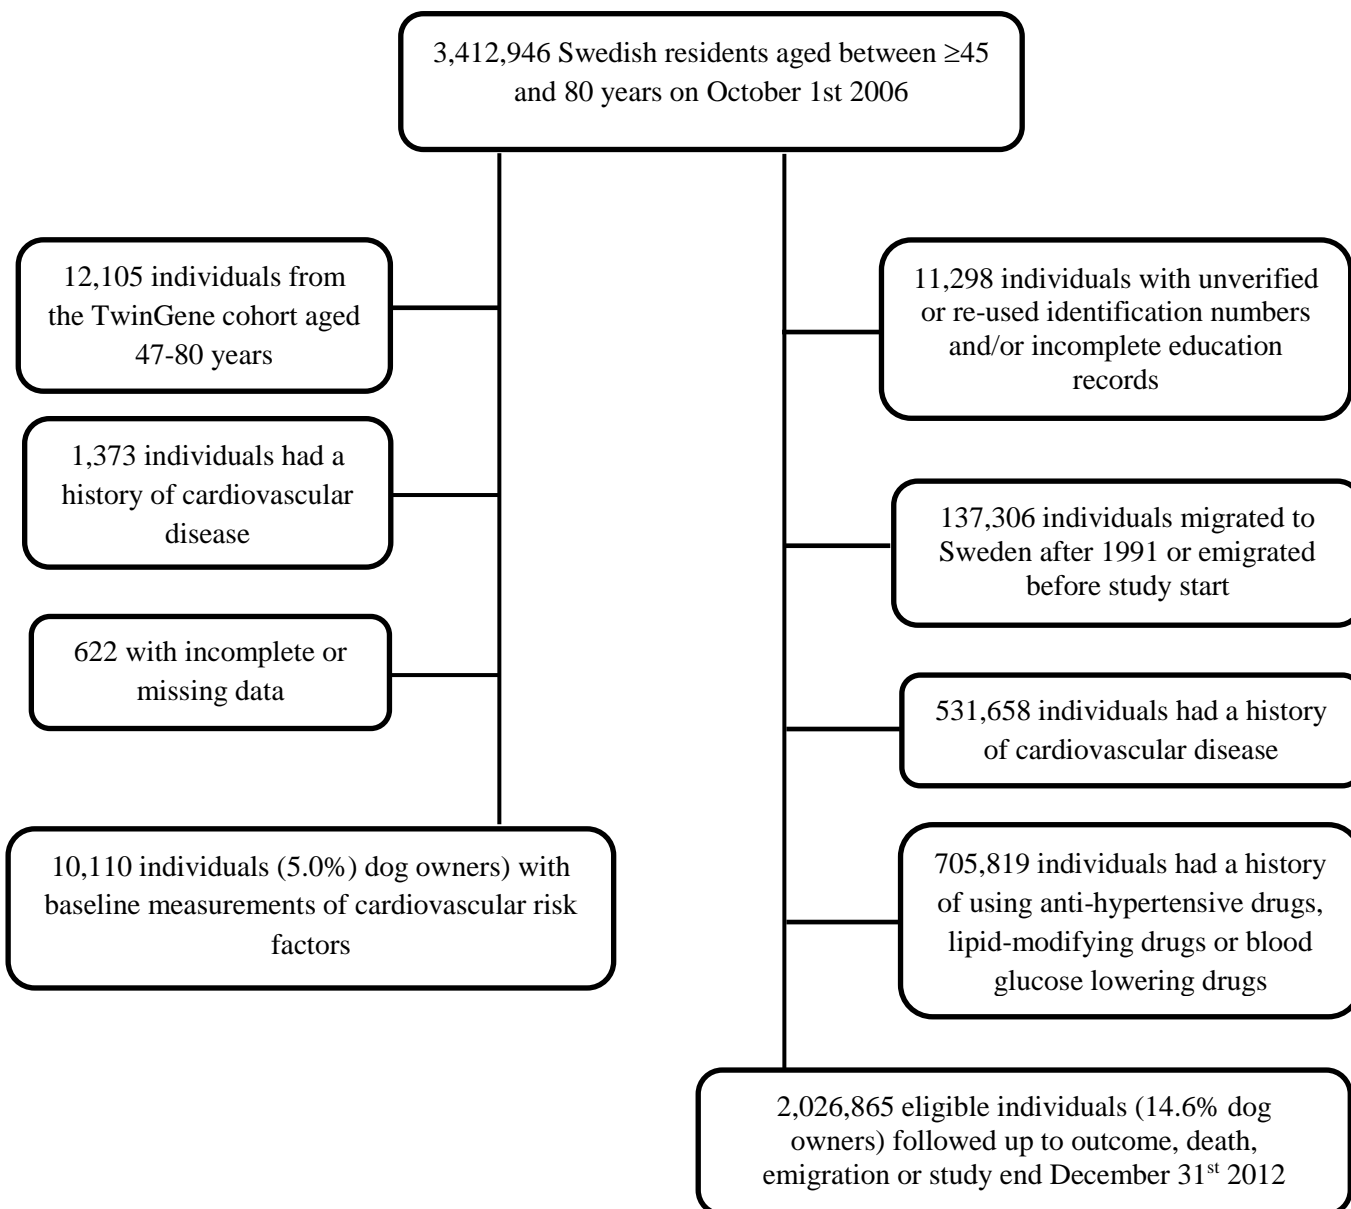 3,412,946 Swedish residents aged between ≥45
and 80 years on October 1st 2006
12,105 individuals from
the TwinGene cohort aged
47-80 years
1,373 individuals had a
history of cardiovascular
disease
622 with incomplete or
missing data
10,110 individuals (5.0%) dog owners) with
baseline measurements of cardiovascular risk
factors
11,298 individuals with unverified
or re-used identification numbers
and/or incomplete education
records
137,306 individuals migrated to
Sweden after 1991 or emigrated
before study start
531,658 individuals had a history
of cardiovascular disease
705,819 individuals had a history
of using anti-hypertensive drugs,
lipid-modifying drugs or blood
glucose lowering drugs
2,026,865 eligible individuals (14.6% dog
owners) followed up to outcome, death,
emigration or study end December 31st 2012